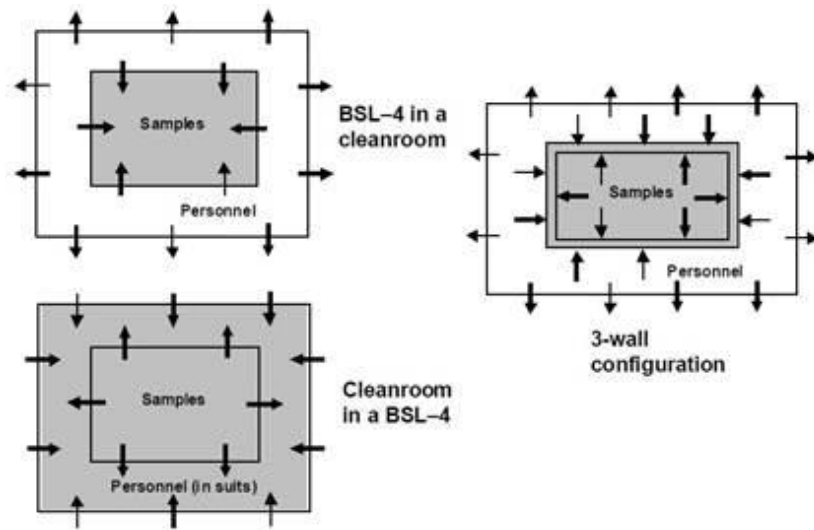 Samples
Personnel
BSL–4 in a
cleanroom
Samples
Personnel (in suits)
Cleanroom
in a BSL–4
Samples
Personnel
3-wall
configuration